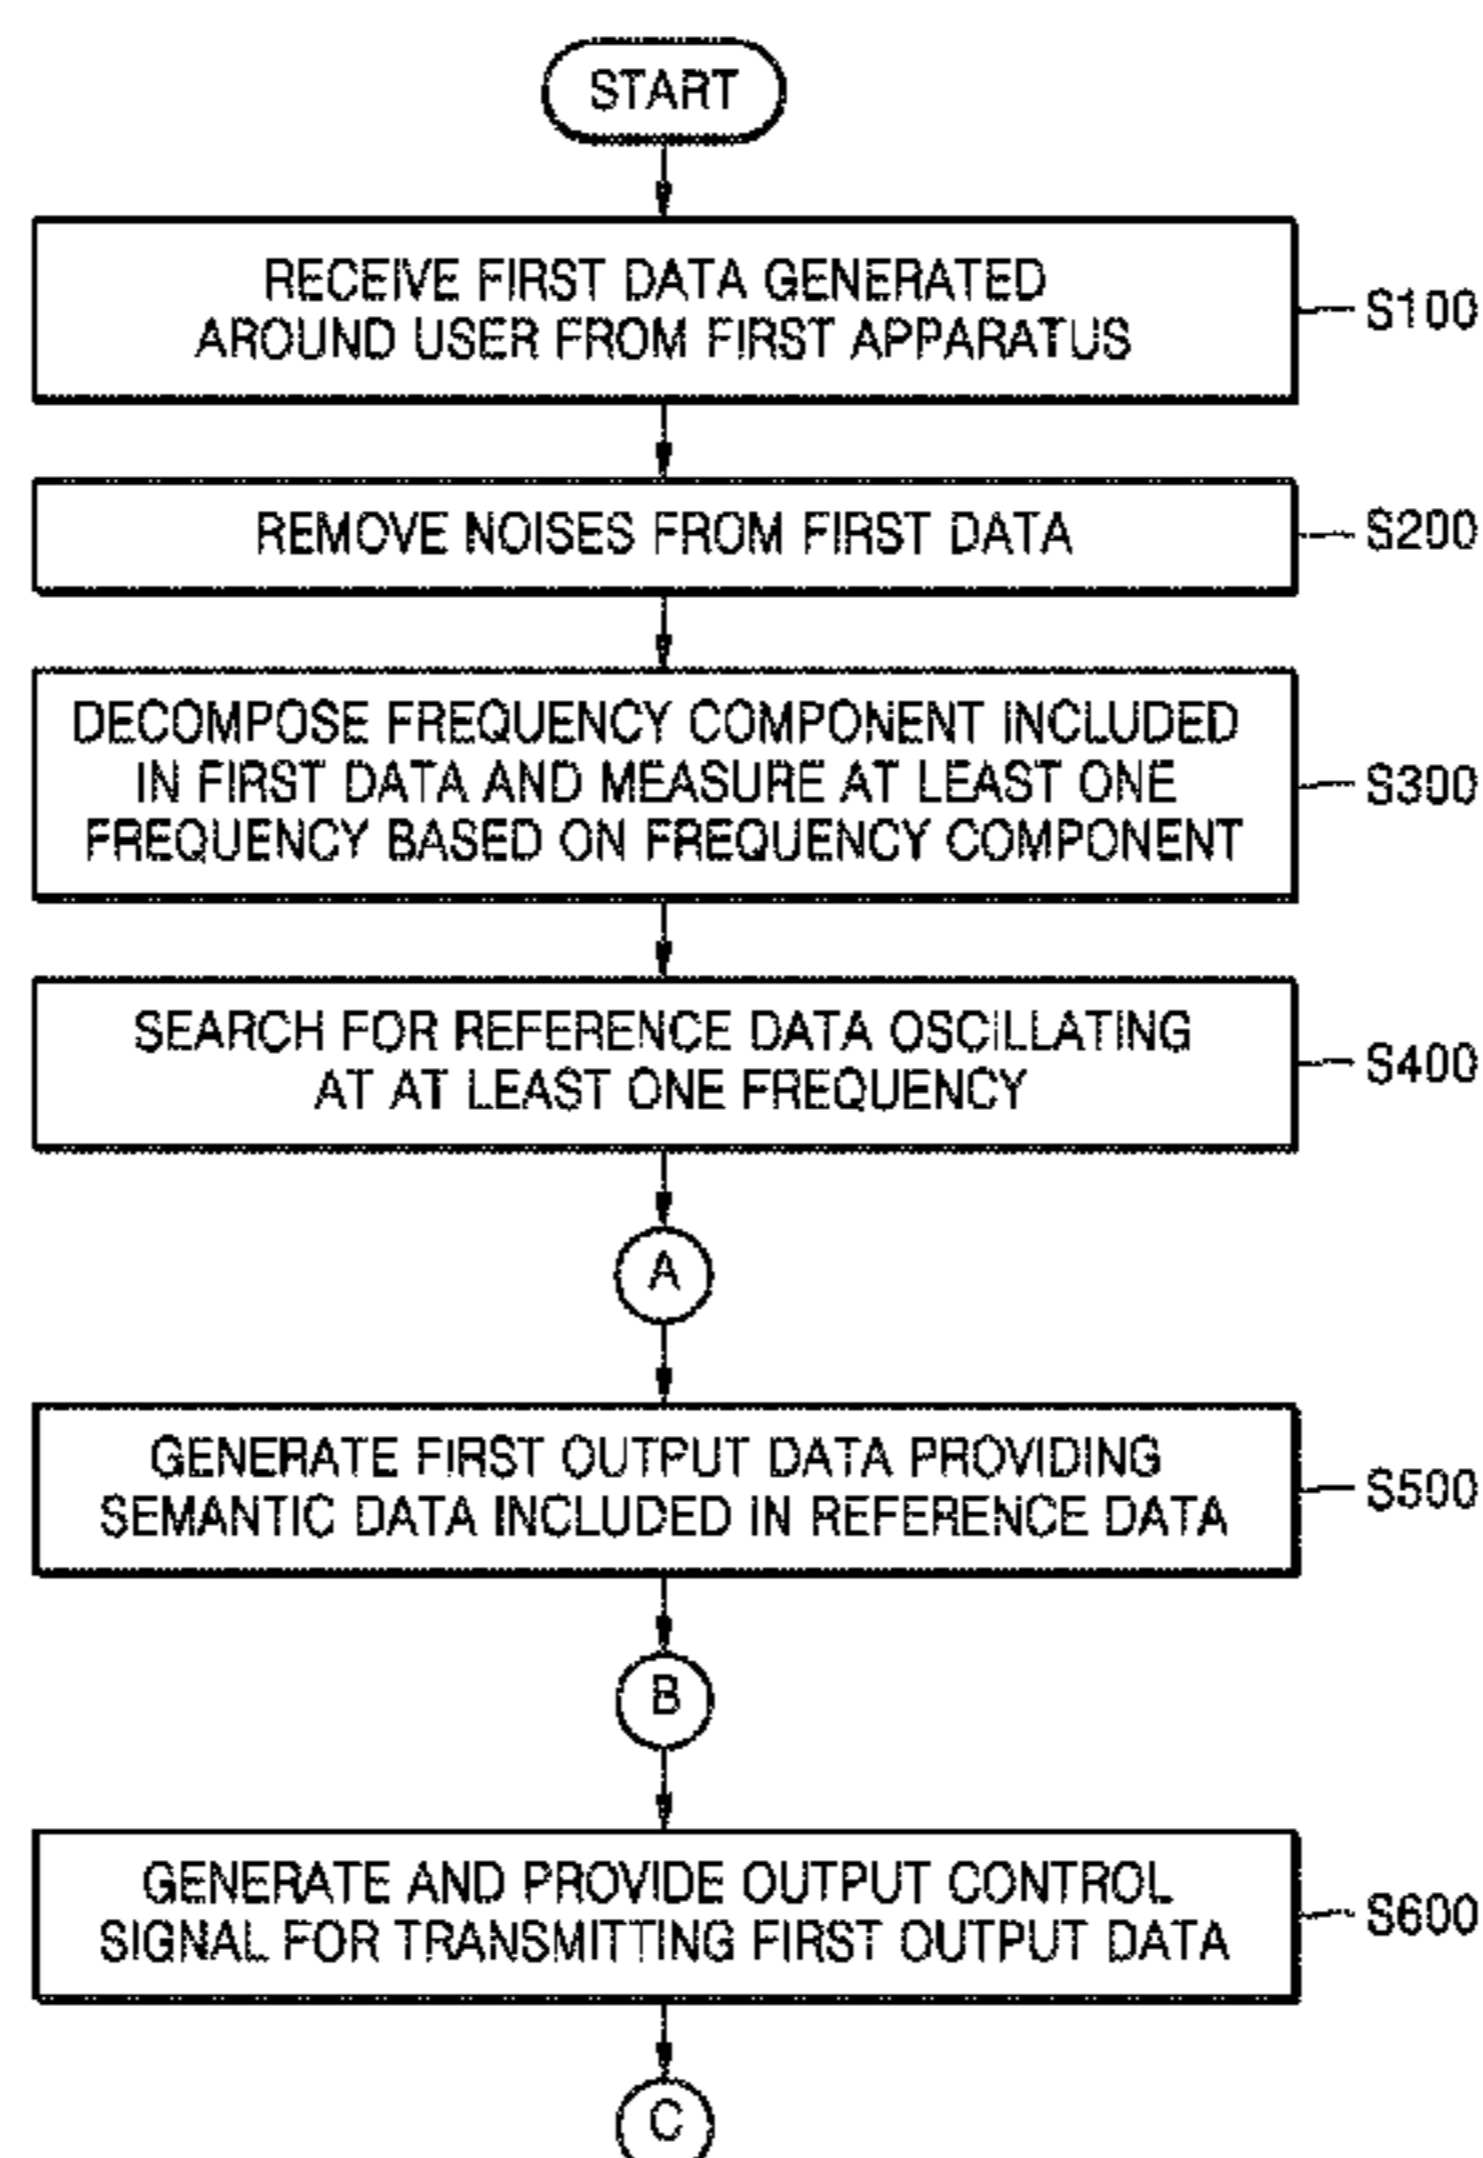 START
RECEIVE FIRST DATA GENERATED
AROUND USER FROM FIRST APPARATUS
S100
REMOVE NOISES FROM FIRST DATA
S200
DECOMPOSE FREQUENCY COMPONENT INCLUDED
IN FIRST DATA AND MEASURE AT LEAST ONE
FREQUENCY BASED ON FREQUENCY COMPONENT
S300
SEARCH FOR REFERENCE DATA OSCILLATING
AT AT LEAST ONE FREQUENCY
S400
A
GENERATE FIRST OUTPUT DATA PROVIDING
SEMANTIC DATA INCLUDED IN REFERENCE DATA
S500
B
GENERATE AND PROVIDE OUTPUT CONTROL
SIGNAL FOR TRANSMITTING FIRST OUTPUT DATA
S600
C